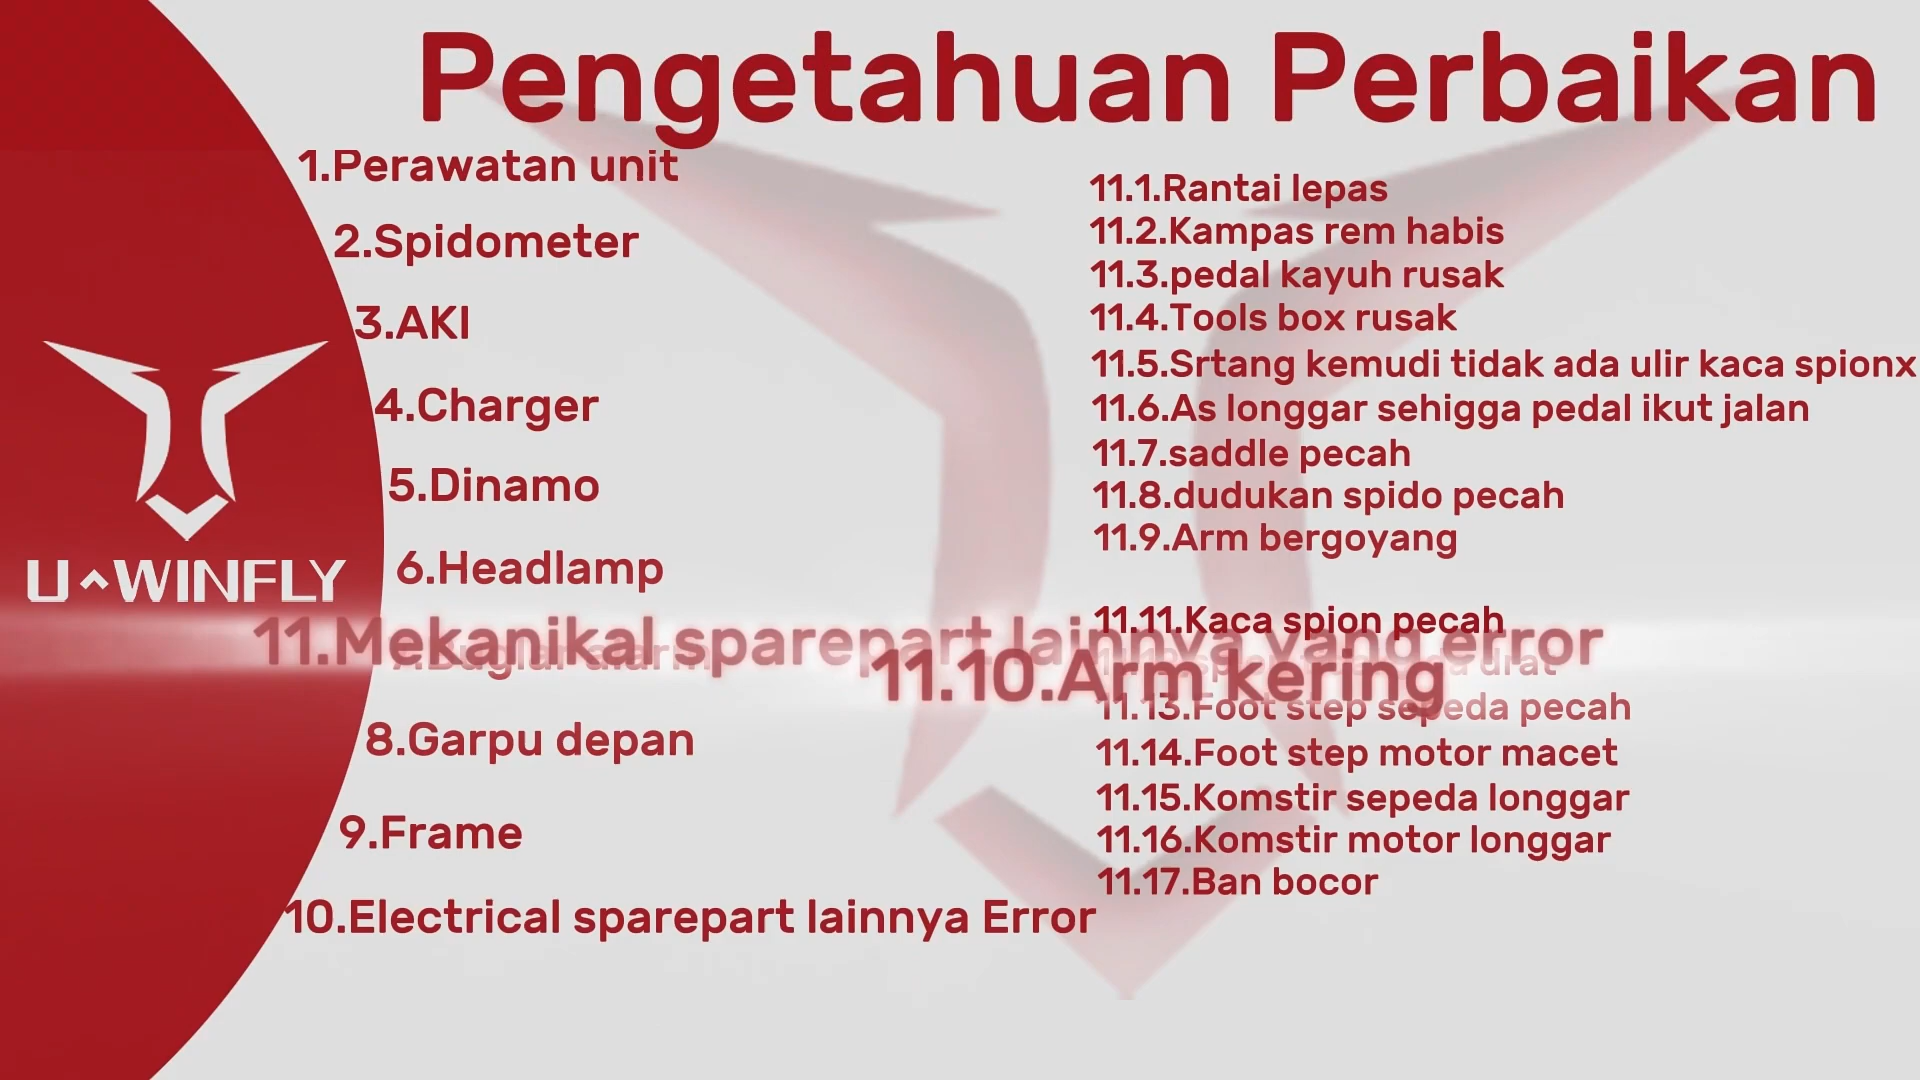 Pengetahuan Perbaikan
1.Perawatan unit
2.Spidometer
3.AKI
4.Charger
5.Dinamo
6.Headlamp
11.Mekanikal sparepart lainnya yang error
8.Garpu depan
9.Frame
10.Electrical sparepart lainnya Error
11.1.Rantai lepas
11.2.Kampas rem habis
11.3.pedal kayuh rusak
11.4.Tools box rusak
11.5.Srtang kemudi tidak ada ulir kaca spionx
11.6.As longgar sehigga pedal ikut jalan
11.7.saddle pecah
11.8.dudukan spido pecah
11.9.Arm bergoyang
11.10.Arm kering
11.11.Kaca spion pecah
drat
11.13.Foot step sepeda pecah
11.14.Foot step motor macet
11.15.Komstir sepeda longgar
11.16.Komstir motor longgar
11.17.Ban bocor
U^WINFLY